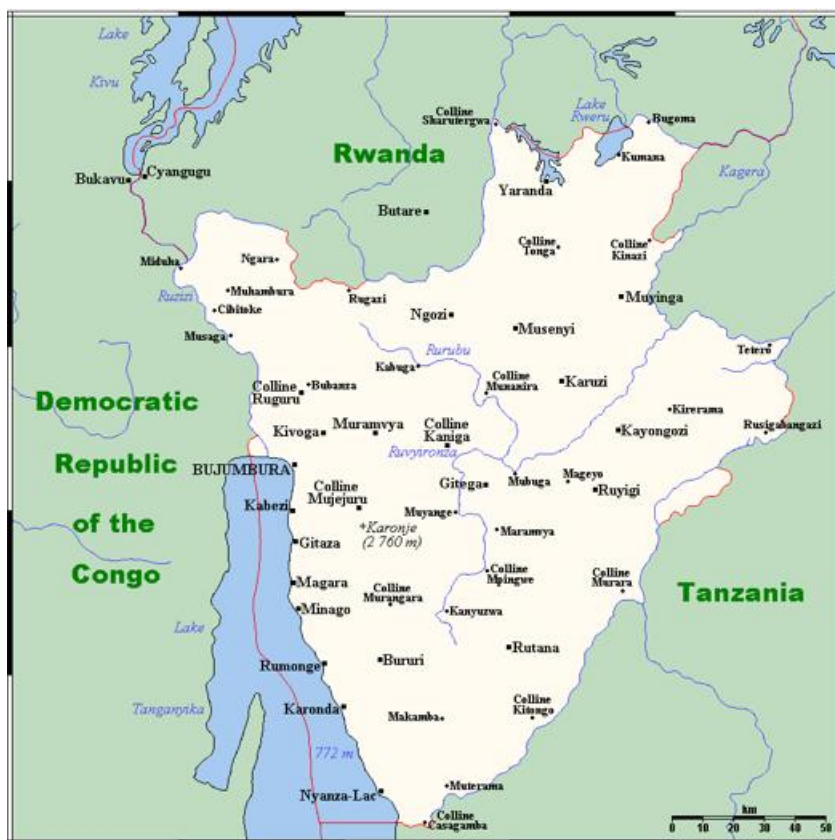 Lake
Kivu
Colline
Sharutergwa
Lake
Rweru
Bugoma
Rwanda
Kumana
Kagera
Bukavu
Cyangugu
Yaranda
Butare
Colline
Tonga
Colline
Kinazi
Miduha
Ngara
Ruzizi
Muhambura
Cibitoke
Rugazi
Muyinga
Ngozi
Musenyi
Musaga
Rurubu
Tetero
Kabuga
Colline
Ruguru
Bubanza
Colline
Munanira
Karuzi
Democratic
Republic
of the
Congo
Kirerama
Kivoga
Muramvya
Colline
Kaniga
Kayongozi
Rusigabangazi
Ruvyironza
BUJUMBURA
Gitega
Mubuga
Mageyo
Ruyigi
Colline
Mujejuru
Kabezi
Muyange
Karonje
(2 760 m)
Maramvya
Gitaza
Colline
Mpingwe
Colline
Murara
Tanzania
Magara
Minago
Colline
Murangara
Kanyuzwa
Lake
Tanganyika
Rutana
Rumonge
Bururi
Karonda
Makamba
Colline
Kitongo
772 m
Nyanza-Lac
Muterama
Colline
Casagamba
km
0 10 20 30 40 50